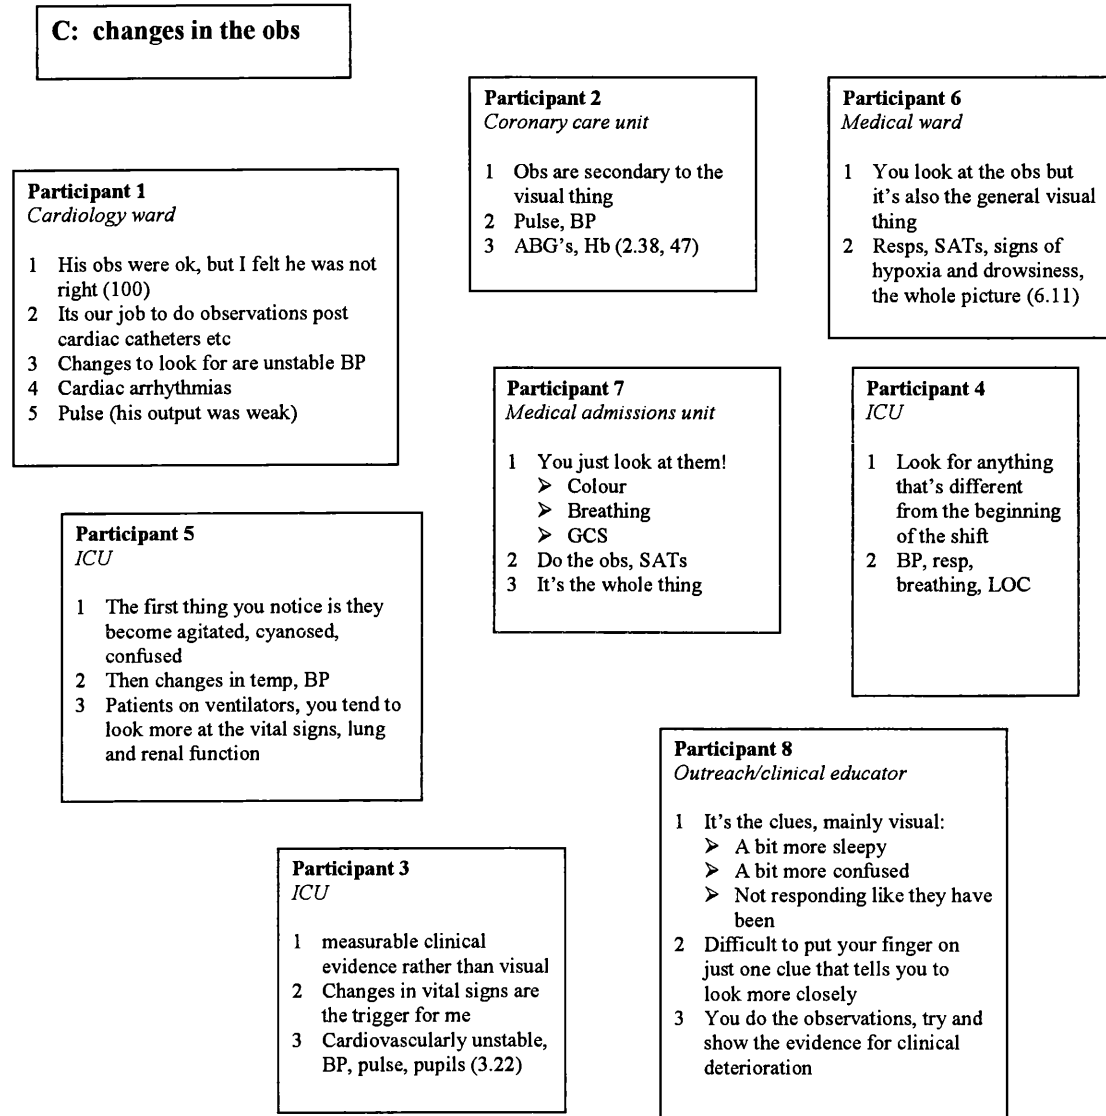 C: changes in the obs
Participant 2
Coronary care unit
1 Obs are secondary to the
visual thing
2 Pulse, BP
3 ABG's, Hb (2.38, 47)
Participant 6
Medical ward
1 You look at the obs but
it's also the general visual
thing
2 Resps, SATs, signs of
hypoxia and drowsiness,
the whole picture (6.11)
Participant 1
Cardiology ward
1 His obs were ok, but I felt he was not
right (100)
2 Its our job to do observations post
cardiac catheters etc
3 Changes to look for are unstable BP
4 Cardiac arrhythmias
5 Pulse (his output was weak)
Participant 7
Medical admissions unit
1 You just look at them!
➢ Colour
➢ Breathing
➢ GCS
2 Do the obs, SATs
3 It's the whole thing
Participant 4
ICU
1 Look for anything
that's different
from the beginning
of the shift
2 BP, resp,
breathing, LOC
Participant 5
ICU
1 The first thing you notice is they
become agitated, cyanosed,
confused
2 Then changes in temp, BP
3 Patients on ventilators, you tend to
look more at the vital signs, lung
and renal function
Participant 8
Outreach/clinical educator
1 It's the clues, mainly visual:
➢ A bit more sleepy
➢ A bit more confused
➢ Not responding like they have
been
2 Difficult to put your finger on
just one clue that tells you to
look more closely
3 You do the observations, try and
show the evidence for clinical
deterioration
Participant 3
ICU
1 measurable clinical
evidence rather than visual
2 Changes in vital signs are
the trigger for me
3 Cardiovascularly unstable,
BP, pulse, pupils (3.22)